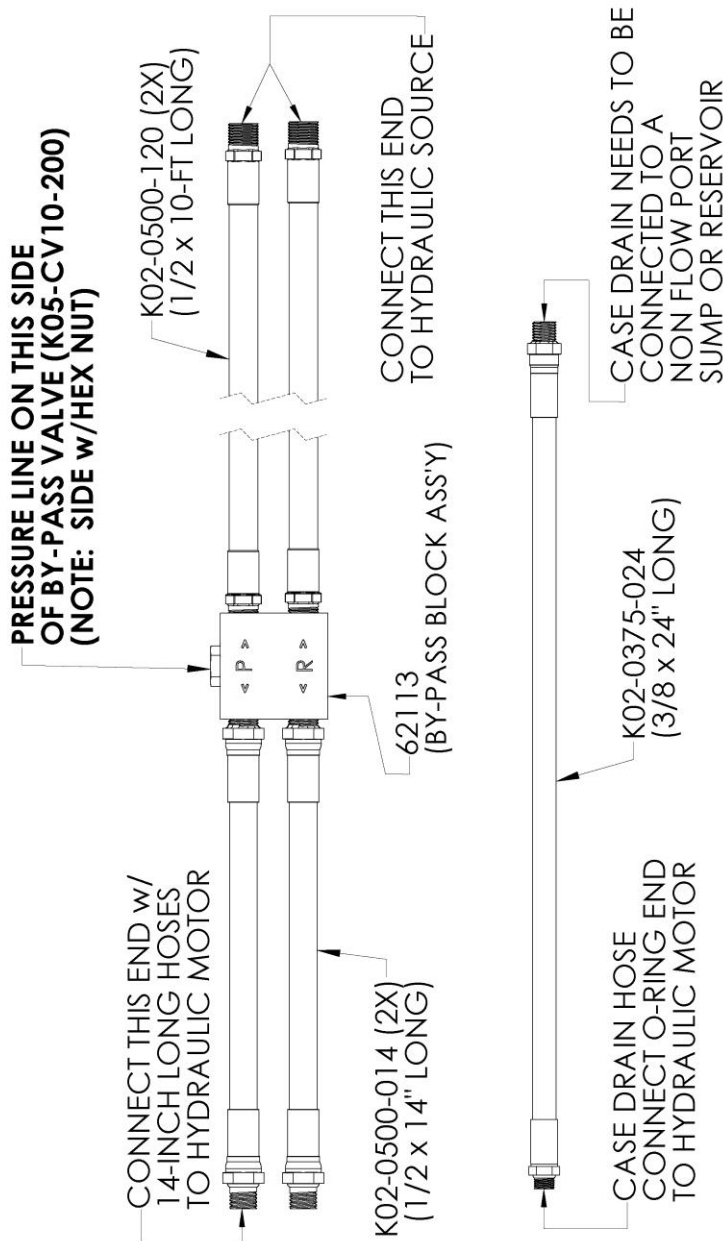 PRESSURE LINE ON THIS SIDE
OF BY-PASS VALVE (K05-CV10-200)
(NOTE:  SIDE w/HEX NUT)
K02-0500-120 (2X)
(1/2 x 10-FT LONG)
CONNECT THIS END w/
14-INCH LONG HOSES
TO HYDRAULIC MOTOR
< P >
< R >
K02-0500-014 (2X)
(1/2 x 14" LONG)
62113
(BY-PASS BLOCK ASS'Y)
CONNECT THIS END
TO HYDRAULIC SOURCE
CASE DRAIN HOSE
CONNECT O-RING END
TO HYDRAULIC MOTOR
K02-0375-024
(3/8 x 24" LONG)
CASE DRAIN NEEDS TO BE
CONNECTED TO A
NON FLOW PORT
SUMP OR RESERVOIR